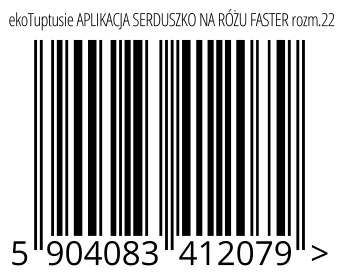 ekoTuptusie APLIKACJA SERDUSZKO NA RÓŻU FASTER rozm.22
5 904083 412079 >